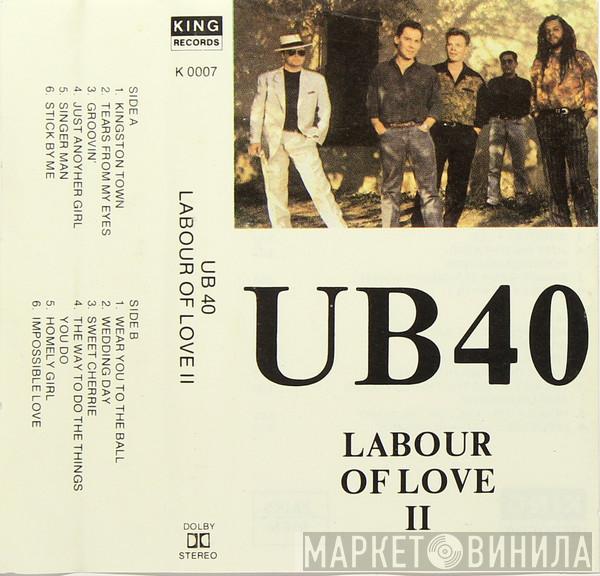 KING
RECORDS
K 0007
SIDE A
1. KINGSTON TOWN
2. TEARS FROM MY EYES
3. GROOVIN'
4. JUST ANOYHER GIRL
5. SINGER MAN
6. STICK BY ME
SIDE B
1. WEAR YOU TO THE BALL
2. WEDDING DAY
3. SWEET CHERRIE
4. THE WAY TO DO THE THINGS
YOU DO
5. HOMELY GIRL
6. IMPOSSIBLE LOVE
UB 40
LABOUR OF LOVE II
DOLBY
STEREO
UB40
LABOUR
OF LOVE
II
МАРКЕТ ВИНИЛА